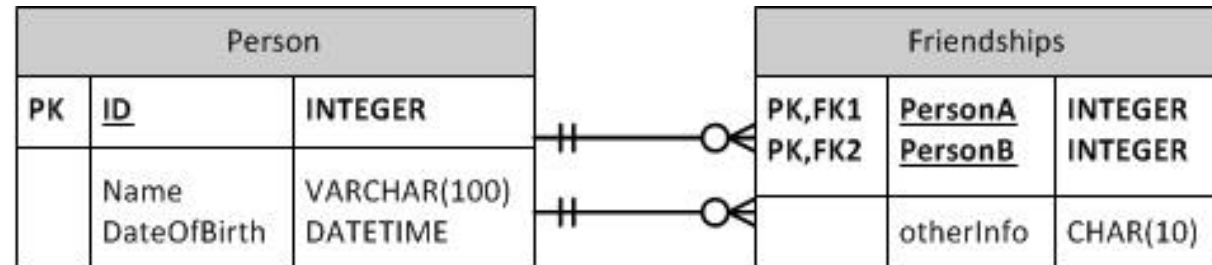 Person
PK ID INTEGER
Name VARCHAR(100)
DateOfBirth DATETIME
Friendships
PK,FK1 PersonA INTEGER
PK,FK2 PersonB INTEGER
otherInfo CHAR(10)